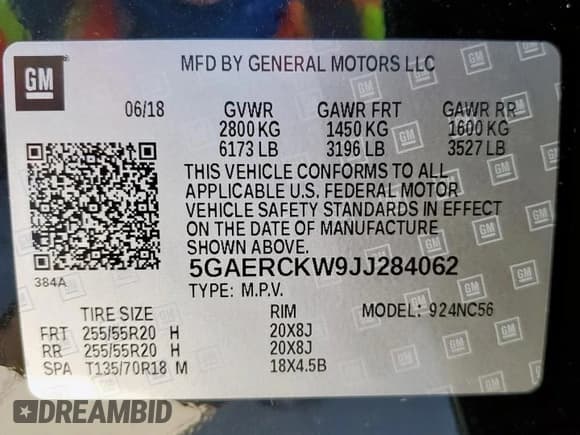 GM
MFD BY GENERAL MOTORS LLC
06/18 GVWR GAWR FRT GAWR RR
2800 KG 1450 KG 1600 KG
6173 LB 3196 LB 3527 LB
THIS VEHICLE CONFORMS TO ALL
APPLICABLE U.S. FEDERAL MOTOR
VEHICLE SAFETY STANDARDS IN EFFECT
ON THE DATE OF MANUFACTURE
SHOWN ABOVE.
384A
5GAERCKW9JJ284062
TYPE: M.P.V. MODEL: 924NC56
TIRE SIZE RIM
FRT 255/55R20 H 20X8J
RR 255/55R20 H 20X8J
SPA T135/70R18 M 18X4.5B
DREAMBID